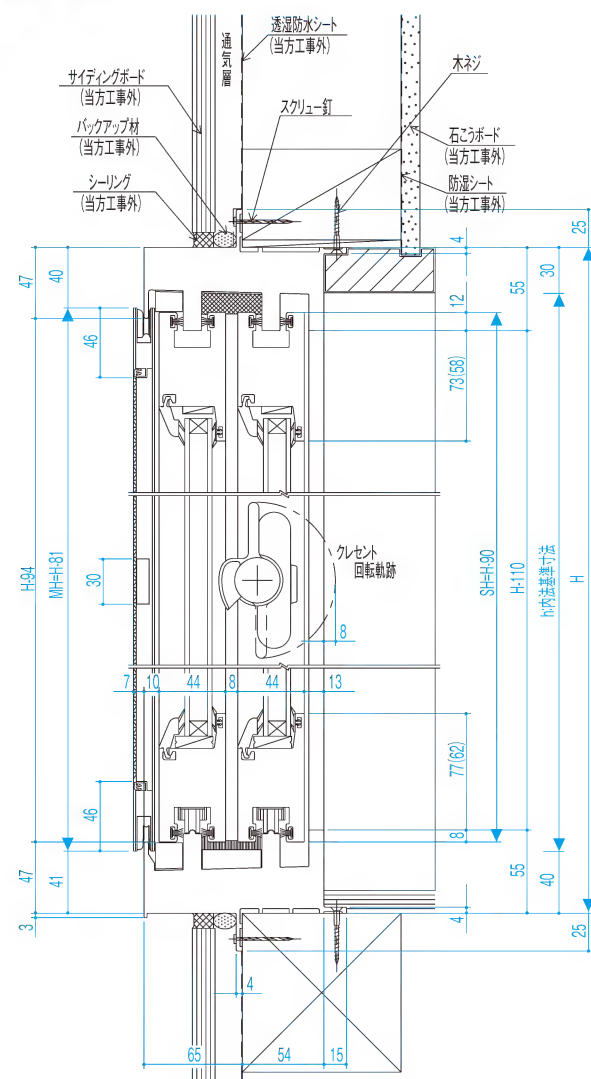 通気層
透湿防水シート
(当方工事外)
サイディングボード
(当方工事外)
バックアップ材
(当方工事外)
シーリング
(当方工事外)
スクリュー釘
木ネジ
石こうボード
(当方工事外)
防湿シート
(当方工事外)
25
4
47
40
55
30
12
46
73(58)
クレセント
回転軌跡
H-94
MH=H-81
30
SH=H-90
H-110
h:内法基準寸法
H
8
7
10
44
8
44
13
46
77(62)
8
47
41
55
40
3
4
25
4
65
54
15